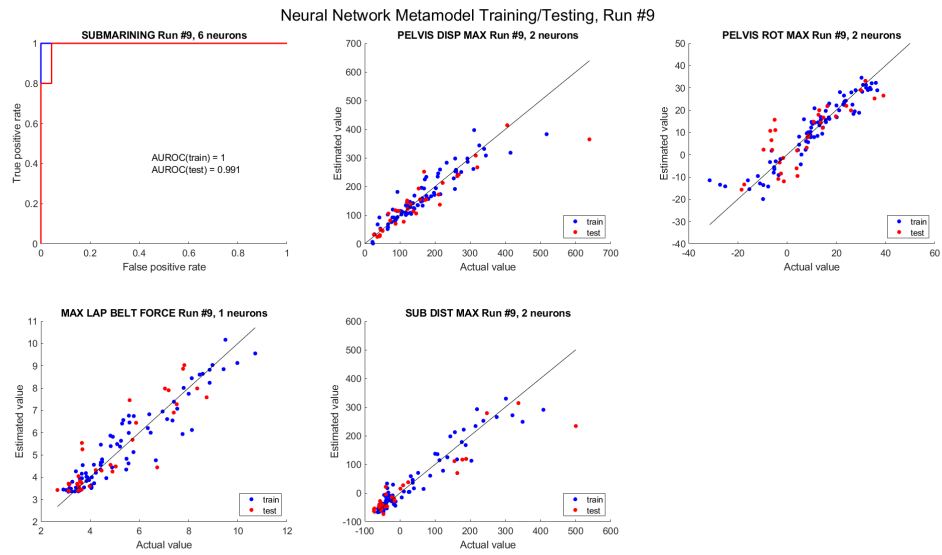 Neural Network Metamodel Training/Testing, Run #9
SUBMARINING Run #9, 6 neurons
True positive rate
1
0.8
0.6
0.4
0.2
0
AUROC(train) = 1
AUROC(test) = 0.991
0 0.2 0.4 0.6 0.8 1
False positive rate
PELVIS DISP MAX Run #9, 2 neurons
Estimated value
700
600
500
400
300
200
100
0
train
test
0 100 200 300 400 500 600 700
Actual value
PELVIS ROT MAX Run #9, 2 neurons
Estimated value
50
40
30
20
10
0
-10
-20
-30
-40
train
test
-40 -20 0 20 40 60
Actual value
MAX LAP BELT FORCE Run #9, 1 neurons
Estimated value
11
10
9
8
7
6
5
4
3
2
train
test
2 4 6 8 10 12
Actual value
SUB DIST MAX Run #9, 2 neurons
Estimated value
600
500
400
300
200
100
0
-100
train
test
-100 0 100 200 300 400 500 600
Actual value